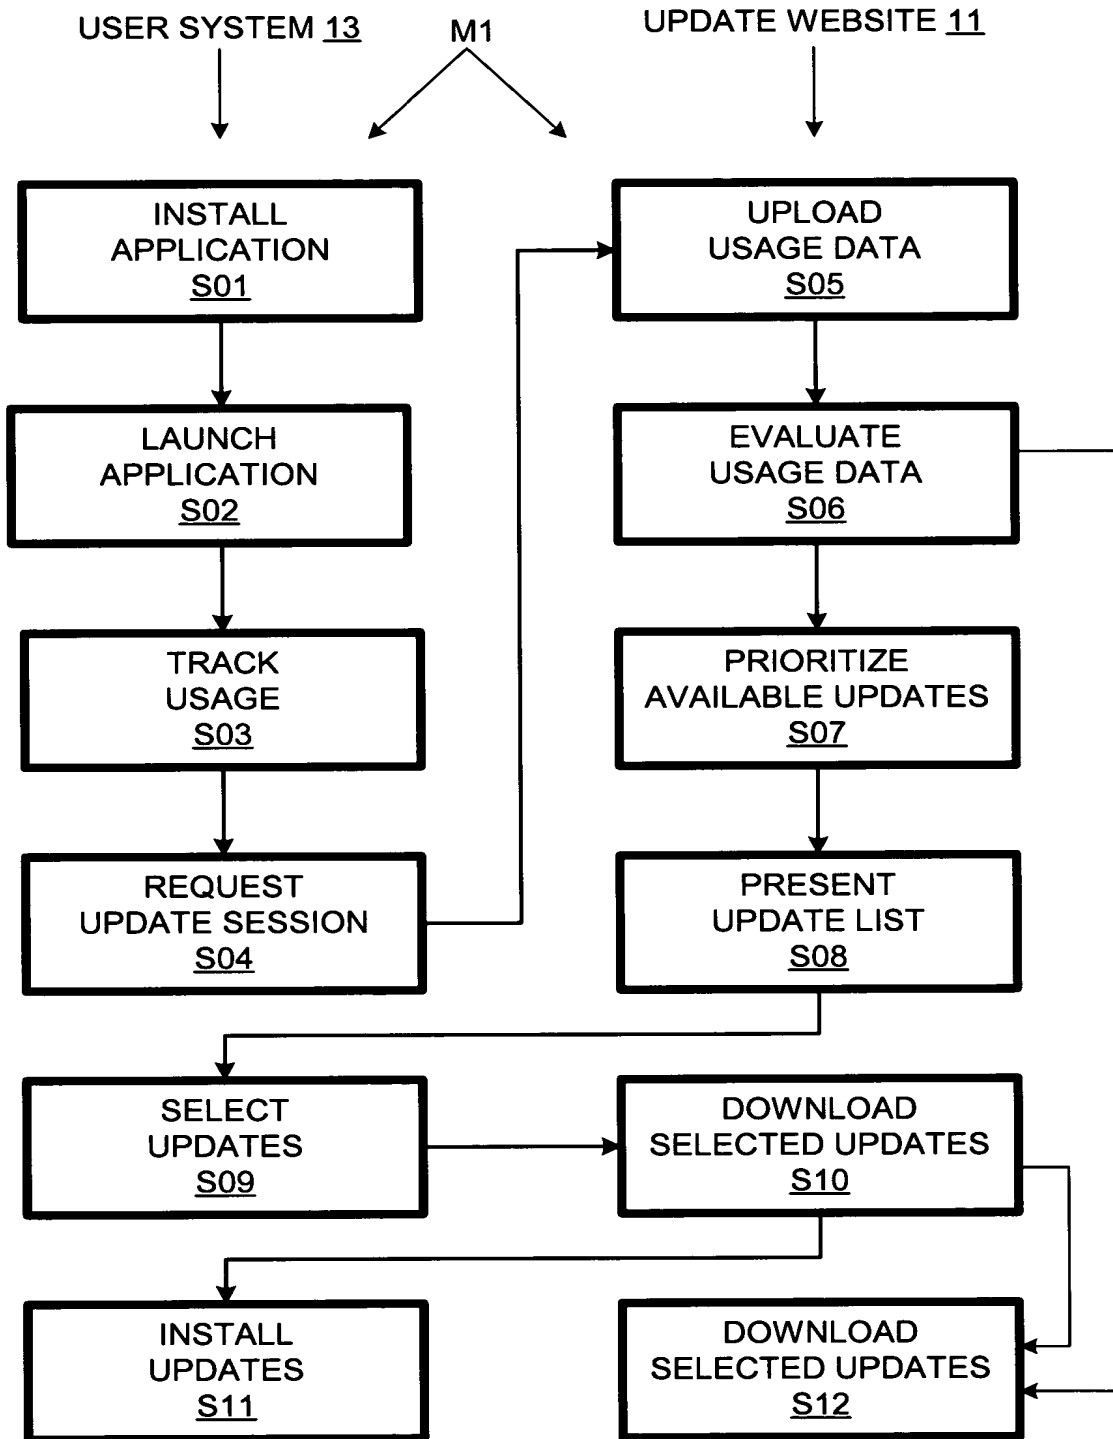 USER SYSTEM 13
M1
UPDATE WEBSITE 11
INSTALL
APPLICATION
S01
LAUNCH
APPLICATION
S02
TRACK
USAGE
S03
REQUEST
UPDATE SESSION
S04
UPLOAD
USAGE DATA
S05
EVALUATE
USAGE DATA
S06
PRIORITIZE
AVAILABLE UPDATES
S07
PRESENT
UPDATE LIST
S08
SELECT
UPDATES
S09
DOWNLOAD
SELECTED UPDATES
S10
INSTALL
UPDATES
S11
DOWNLOAD
SELECTED UPDATES
S12